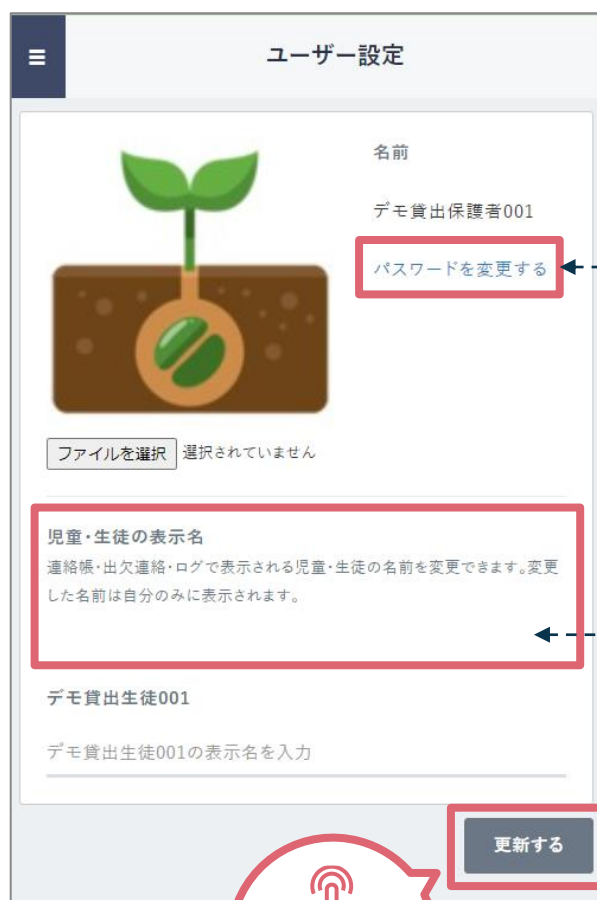 ユーザー設定
名前
デモ貸出保護者001
パスワードを変更する
ファイルを選択 選択されていません
児童・生徒の表示名
連絡帳・出欠連絡・ログで表示される児童・生徒の名前を変更できます。変更
した名前は自分のみに表示されます。
デモ貸出生徒001
デモ貸出生徒001の表示名を入力
更新する